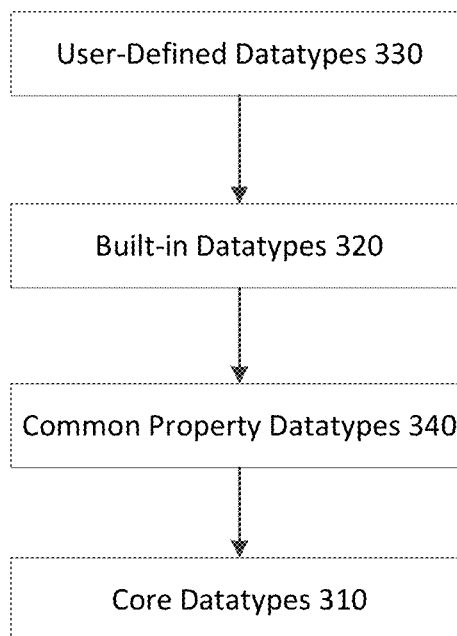 User-Defined Datatypes 330
Built-in Datatypes 320
Common Property Datatypes 340
Core Datatypes 310